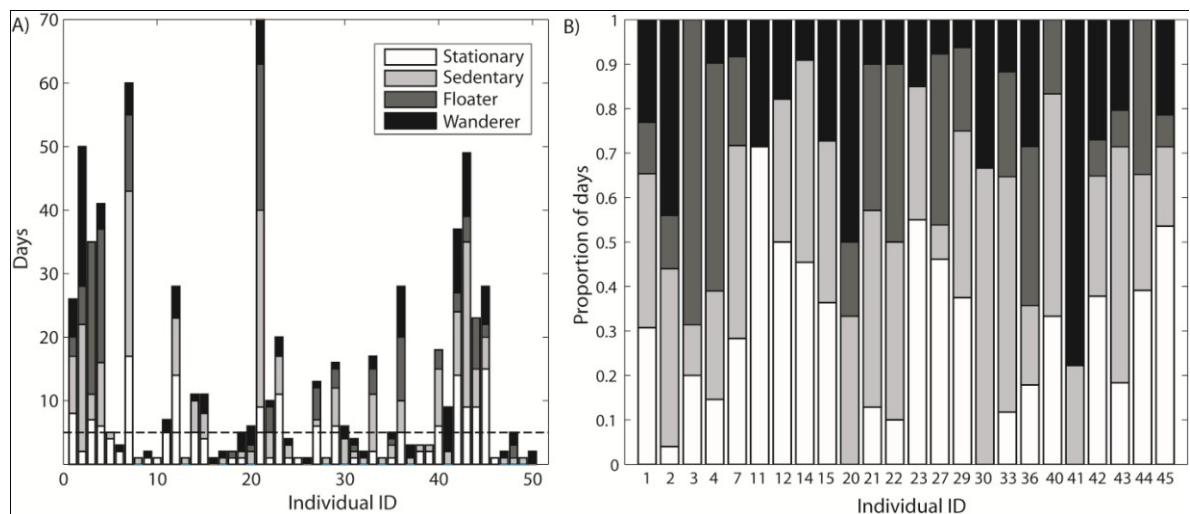 A)
70
60
50
40
30
20
10
Days
0
10
20
30
40
50
Individual ID
Stationary
Sedentary
Floater
Wanderer
B)
1
0.9
0.8
0.7
0.6
0.5
0.4
0.3
0.2
0.1
0
Proportion of days
1 2 3 4 7 11 12 14 15 20 21 22 23 27 29 30 33 36 40 41 42 43 44 45
Individual ID